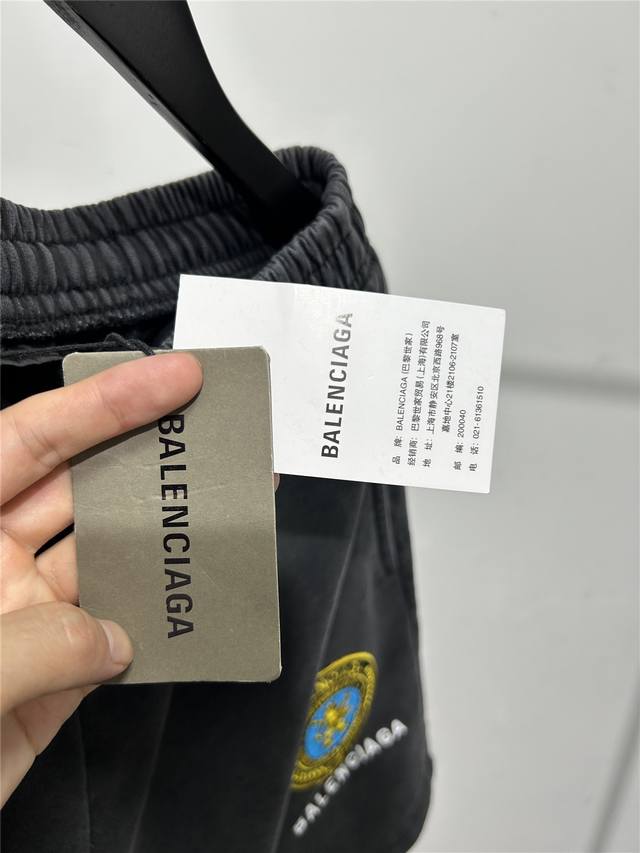 BALENCIAGA
BALENCIAGA
品 牌: BALENCIAGA (巴黎世家)
经销商: 巴黎世家贸易(上海)有限公司
地 址: 上海市静安区北京西路968号
嘉地中心21楼2106-2107室
邮 编: 200040
电 话: 021- 61361510
BALENCIAGA